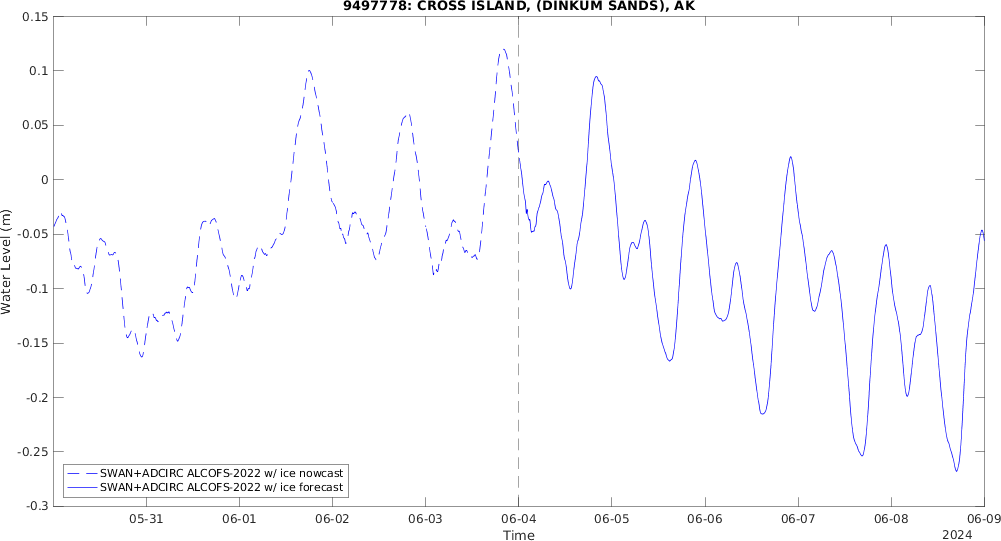 9497778: CROSS ISLAND, (DINKUM SANDS), AK
0.15
0.1
0.05
0
-0.05
-0.1
-0.15
-0.2
-0.25
-0.3
Water Level (m)
SWAN+ADCIRC ALCOFS-2022 w/ ice nowcast
SWAN+ADCIRC ALCOFS-2022 w/ ice forecast
05-31 06-01 06-02 06-03 06-04 06-05 06-06 06-07 06-08 06-09
Time
2024